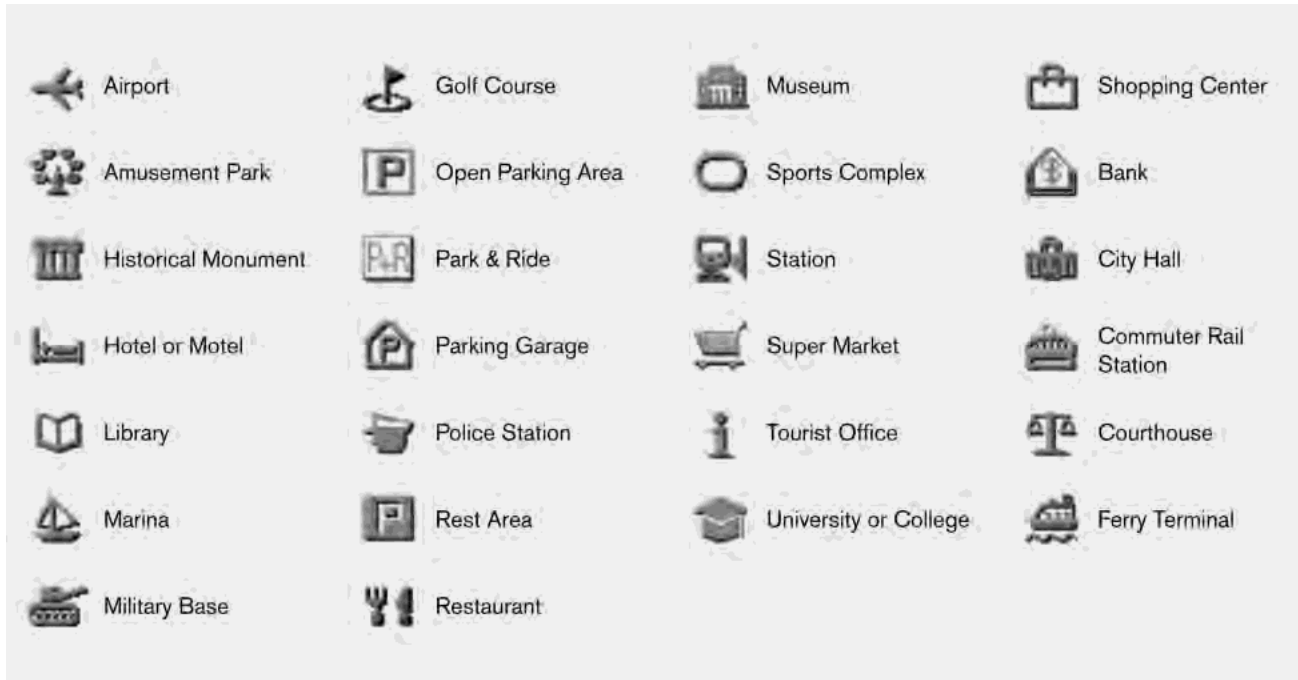 Airport
Amusement Park
Historical Monument
Hotel or Motel
Library
Marina
Military Base
Golf Course
P
Open Parking Area
P&R
Park & Ride
P
Parking Garage
Police Station
P
Rest Area
Restaurant
Museum
Sports Complex
Station
Super Market
i
Tourist Office
University or College
Shopping Center
$
Bank
City Hall
Commuter Rail
Station
Courthouse
Ferry Terminal